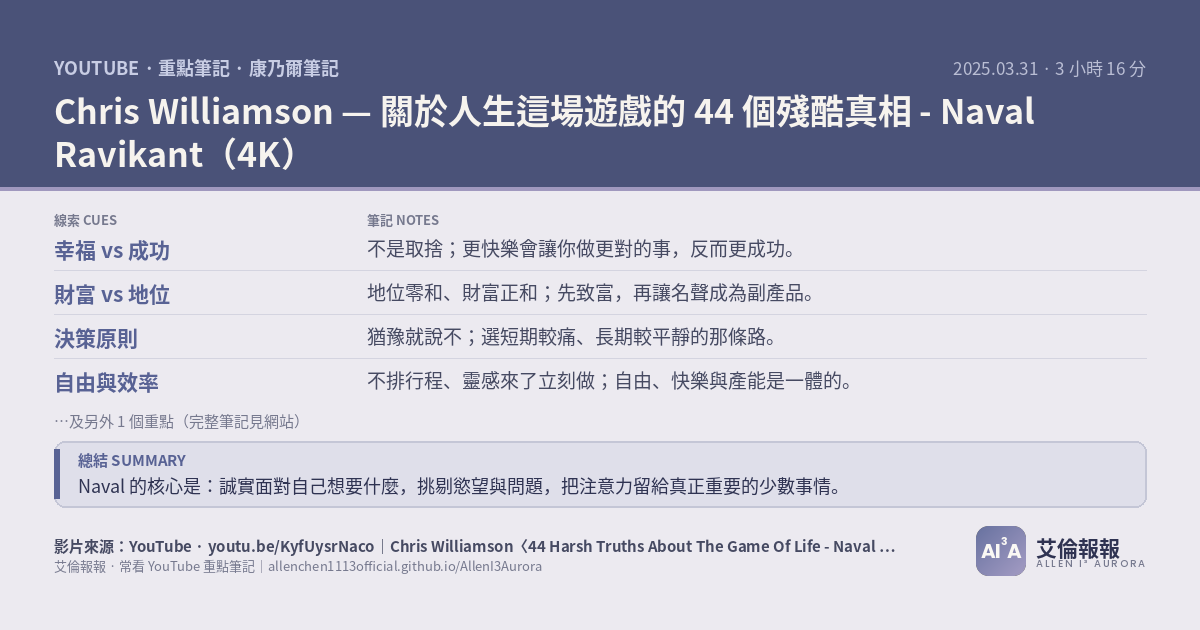 YOUTUBE · 重點筆記 · 康乃爾筆記
2025.03.31 · 3 小時 16 分
Chris Williamson — 關於人生這場遊戲的 44 個殘酷真相 - Naval
Ravikant（4K）
線索 CUES
筆記 NOTES
幸福 vs 成功
不是取捨；更快樂會讓你做更對的事，反而更成功。
財富 vs 地位
地位零和、財富正和；先致富，再讓名聲成為副產品。
決策原則
猶豫就說不；選短期較痛、長期較平靜的那條路。
自由與效率
不排行程、靈感來了立刻做；自由、快樂與產能是一體的。
…及另外 1 個重點（完整筆記見網站）
總結 SUMMARY
Naval 的核心是：誠實面對自己想要什麼，挑剔慾望與問題，把注意力留給真正重要的少數事情。
影片來源：YouTube · youtu.be/KyfUysrNaco｜Chris Williamson〈44 Harsh Truths About The Game Of Life - Naval …
艾倫報報 · 常看 YouTube 重點筆記｜allenchen1113official.github.io/AllenI3Aurora
AI³A
艾倫報報
ALLEN I³ AURORA